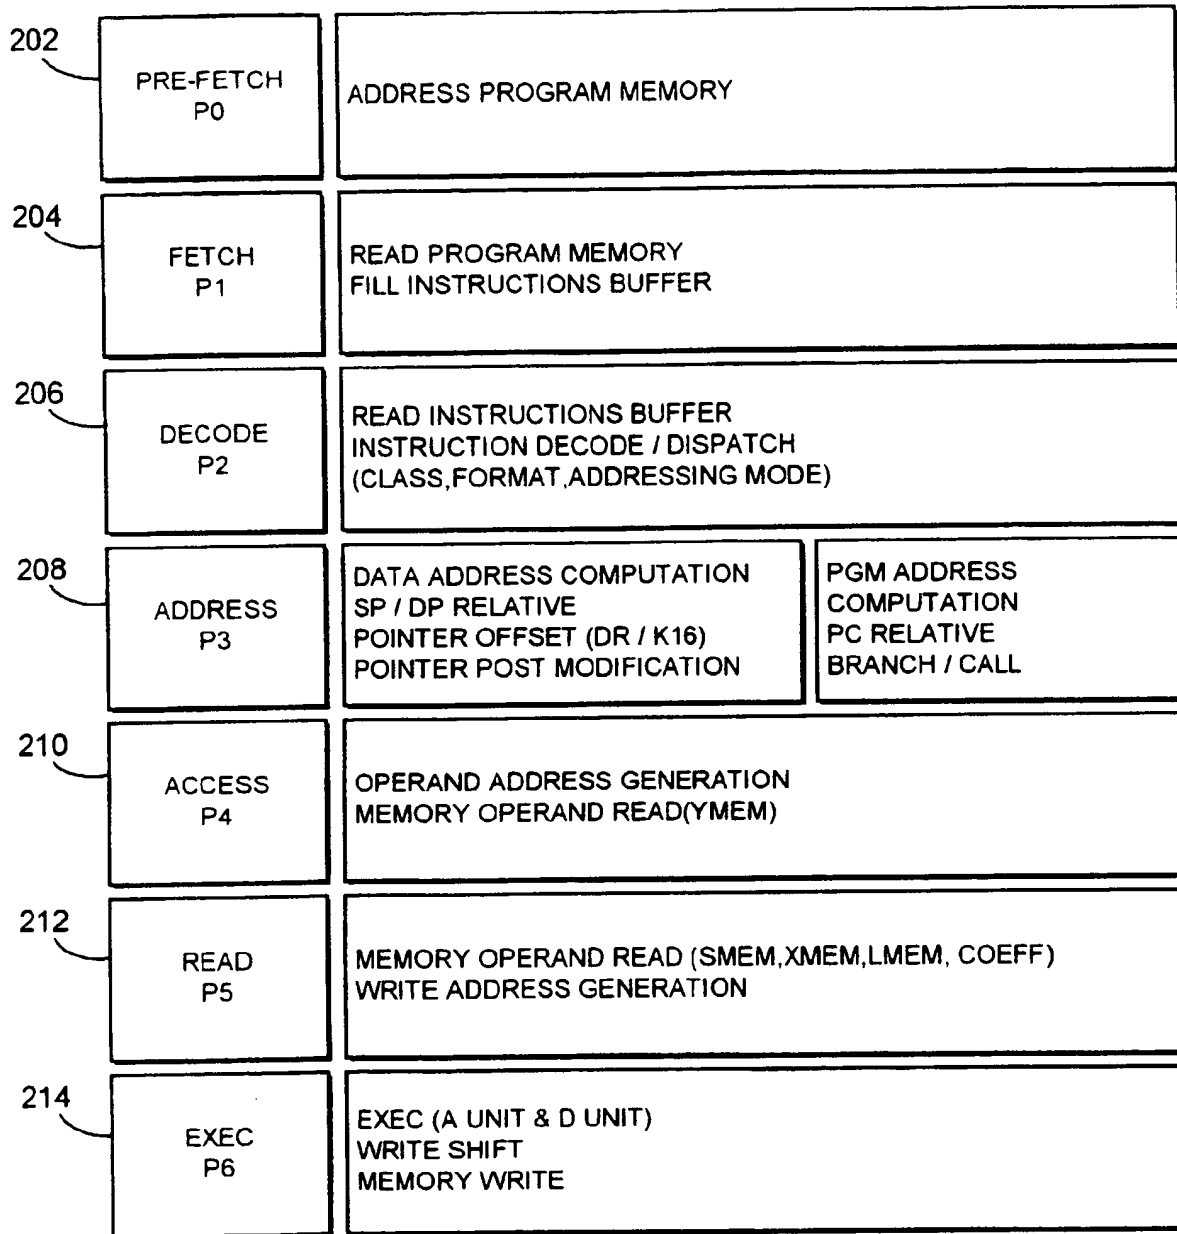 202
PRE-FETCH
P0
ADDRESS PROGRAM MEMORY
204
FETCH
P1
READ PROGRAM MEMORY
FILL INSTRUCTIONS BUFFER
206
DECODE
P2
READ INSTRUCTIONS BUFFER
INSTRUCTION DECODE / DISPATCH
(CLASS,FORMAT,ADDRESSING MODE)
208
ADDRESS
P3
DATA ADDRESS COMPUTATION
SP / DP RELATIVE
POINTER OFFSET (DR / K16)
POINTER POST MODIFICATION
PGM ADDRESS
COMPUTATION
PC RELATIVE
BRANCH / CALL
210
ACCESS
P4
OPERAND ADDRESS GENERATION
MEMORY OPERAND READ(YMEM)
212
READ
P5
MEMORY OPERAND READ (SMEM,XMEM,LMEM, COEFF)
WRITE ADDRESS GENERATION
214
EXEC
P6
EXEC (A UNIT & D UNIT)
WRITE SHIFT
MEMORY WRITE